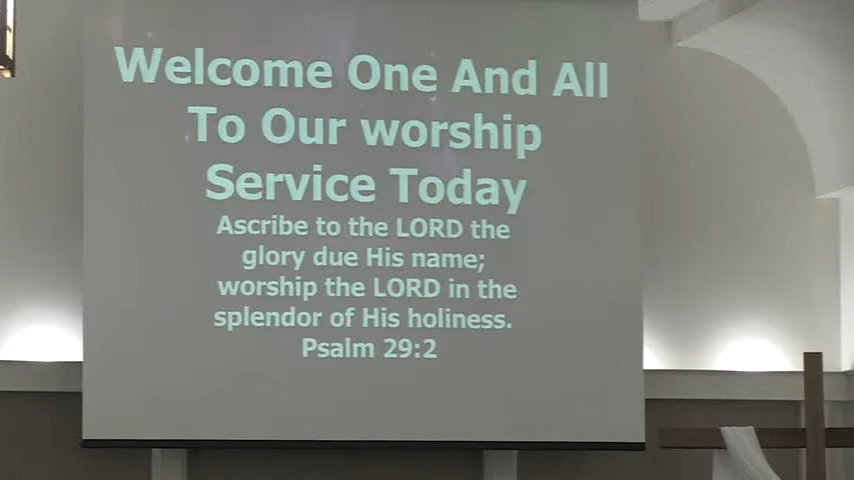 Welcome One And All
To Our worship
Service Today
Ascribe to the LORD the
glory due His name;
worship the LORD in the
splendor of His holiness.
Psalm 29:2